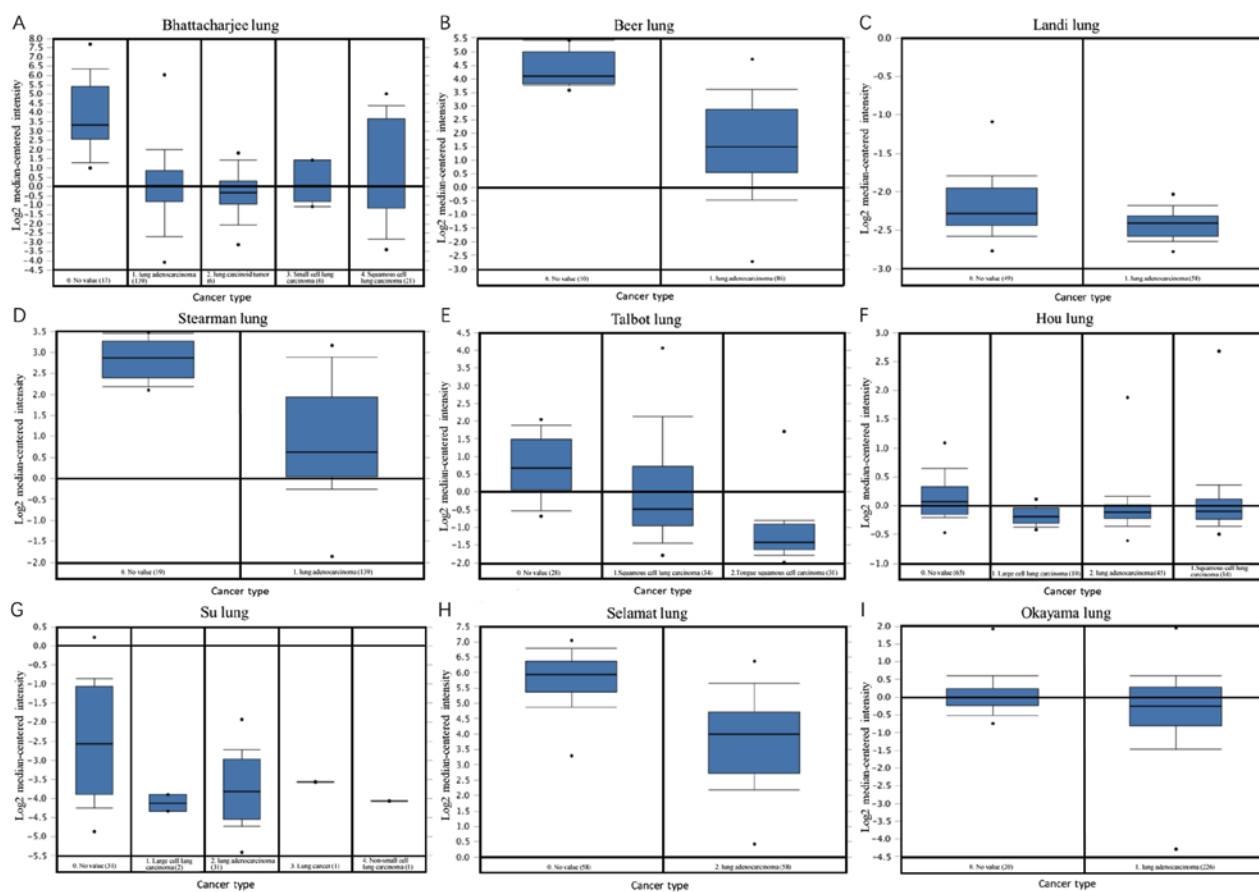 A
Bhattacharjee lung
Log2 median-centered intensity
8.0
7.5
7.0
6.5
6.0
5.5
5.0
4.5
4.0
3.5
3.0
2.5
2.0
1.5
1.0
0.5
0.0
−0.5
−1.0
−1.5
−2.0
−2.5
−3.0
−3.5
−4.0
−4.5
0. No value (17)
1. lung adenocarcinoma
(139)
2. lung carcinoid tumor
(6)
3. Small cell lung
carcinoma (6)
4. Squamous cell
lung carcinoma (21)
Cancer type
B
Beer lung
Log2 median-centered intensity
5.5
5.0
4.5
4.0
3.5
3.0
2.5
2.0
1.5
1.0
0.5
0.0
−0.5
−1.0
−1.5
−2.0
−2.5
3.0
No value (10)
1. lung adenocarcinoma (86)
Cancer type
C
Landi lung
Log2 median-centered intensity
0.0
−0.5
−1.0
−1.5
−2.0
−2.5
−3.0
No value (49)
1. lung adenocarcinoma (58)
Cancer type
D
Stearman lung
Log2 median-centered intensity
3.5
3.0
2.5
2.0
1.5
1.0
0.5
0.0
−0.5
−1.0
−1.5
−2.0
No value (19)
1. lung adenocarcinoma (139)
Cancer type
E
Talbot lung
Log2 median-centered intensity
4.5
4.0
3.5
3.0
2.5
2.0
1.5
1.0
0.5
0.0
−0.5
−1.0
−1.5
−2.0
0. No value (28)
1.Squamous cell lung carcinoma (34)
2.Tongue squamous cell carcinoma (31)
Cancer type
F
Hou lung
Log2 median-centered intensity
3.0
2.5
2.0
1.5
1.0
0.5
0.0
−0.5
−1.0
0. No value (65)
1. Large cell lung carcinoma (19)
2. lung adenocarcinoma (45)
1.Squamous cell lung
carcinoma
Cancer type
G
Su lung
Log2 median-centered intensity
0.5
0.0
−0.5
−1.0
−1.5
−2.0
−2.5
−3.0
−3.5
−4.0
−4.5
−5.0
−5.5
0. No value
1. Large cell lung
carcinoma (2)
2. lung adenocarcinoma
(31)
3. Lung cancer (1)
4. Non-small cell
lung carcinoma (1)
Cancer type
H
Selamat lung
Log2 median-centered intensity
7.5
7.0
6.5
6.0
5.5
5.0
4.5
4.0
3.5
3.0
2.5
2.0
1.5
1.0
0.5
0.0
0. No value (58)
2. lung adenocarcinoma (58)
Cancer type
I
Okayama lung
Log2 median-centered intensity
2.0
1.5
1.0
0.5
0.0
−0.5
−1.0
−1.5
−2.0
−2.5
−3.0
−3.5
−4.0
−4.5
0. No value (20)
1. lung adenocarcinoma (226)
Cancer type